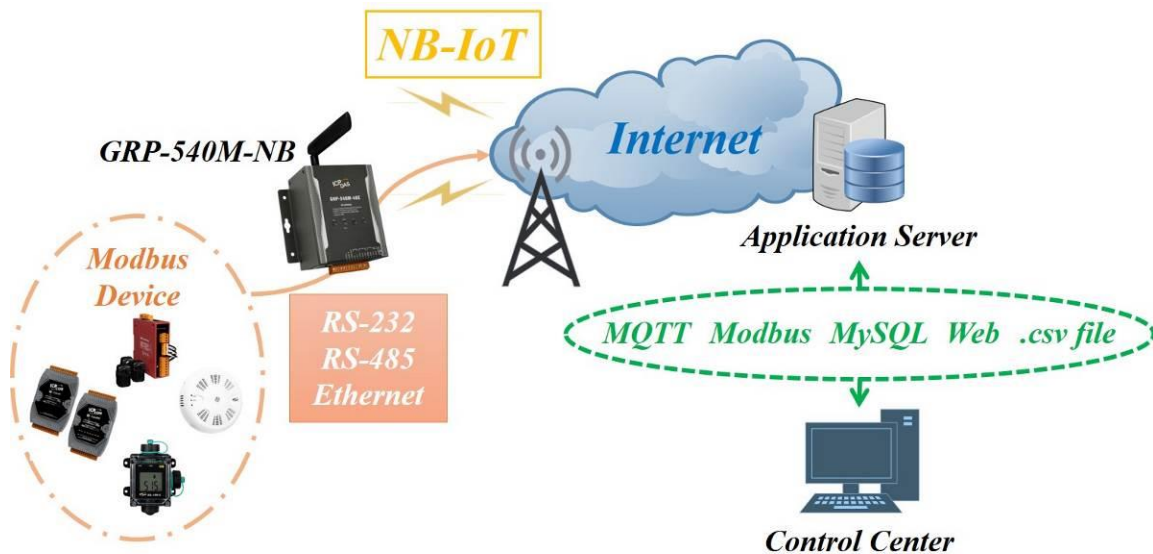 NB-IoT
GRP-540M-NB
Internet
Application Server
Modbus
Device
RS-232
RS-485
Ethernet
MQTT Modbus MySQL Web .csv file
Control Center